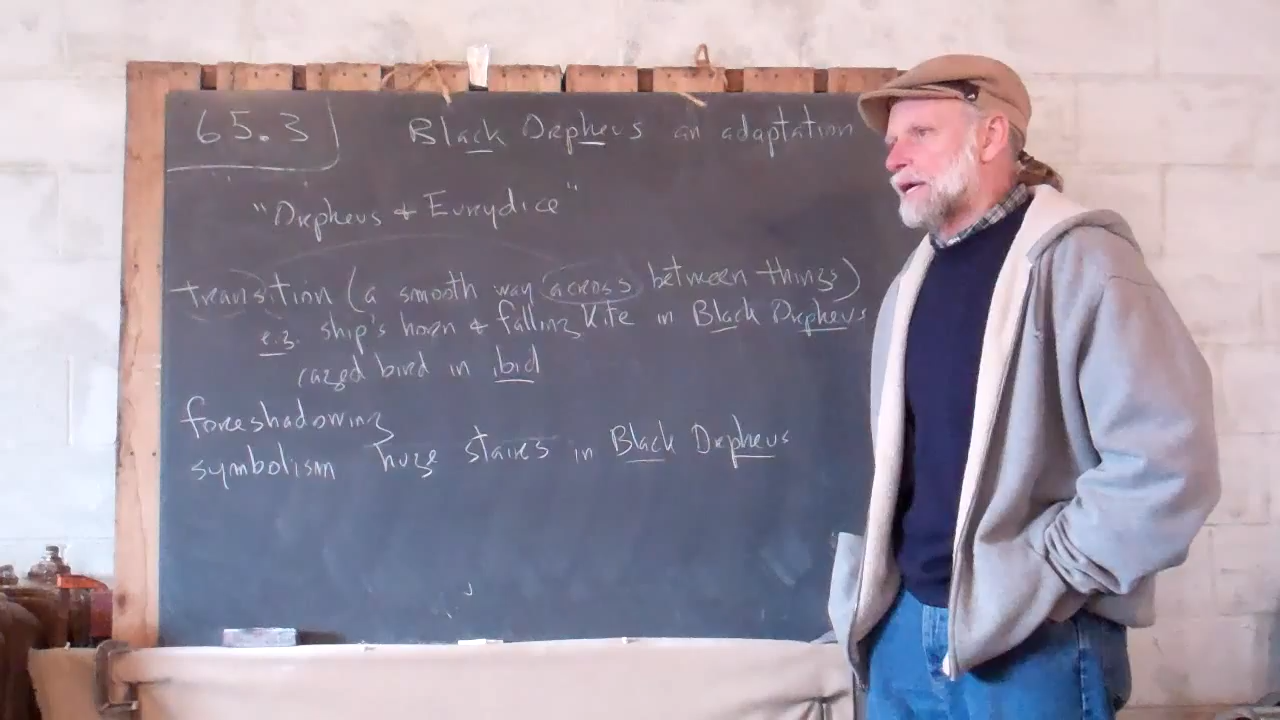 65.3
Black Orpheus an adaptation
"Orpheus & Eurydice"
transition (a smooth way across between things)
e.g. ship's horn & falling kite in Black Orpheus
caged bird in ibid
foreshadowing
symbolism huge stairs in Black Orpheus